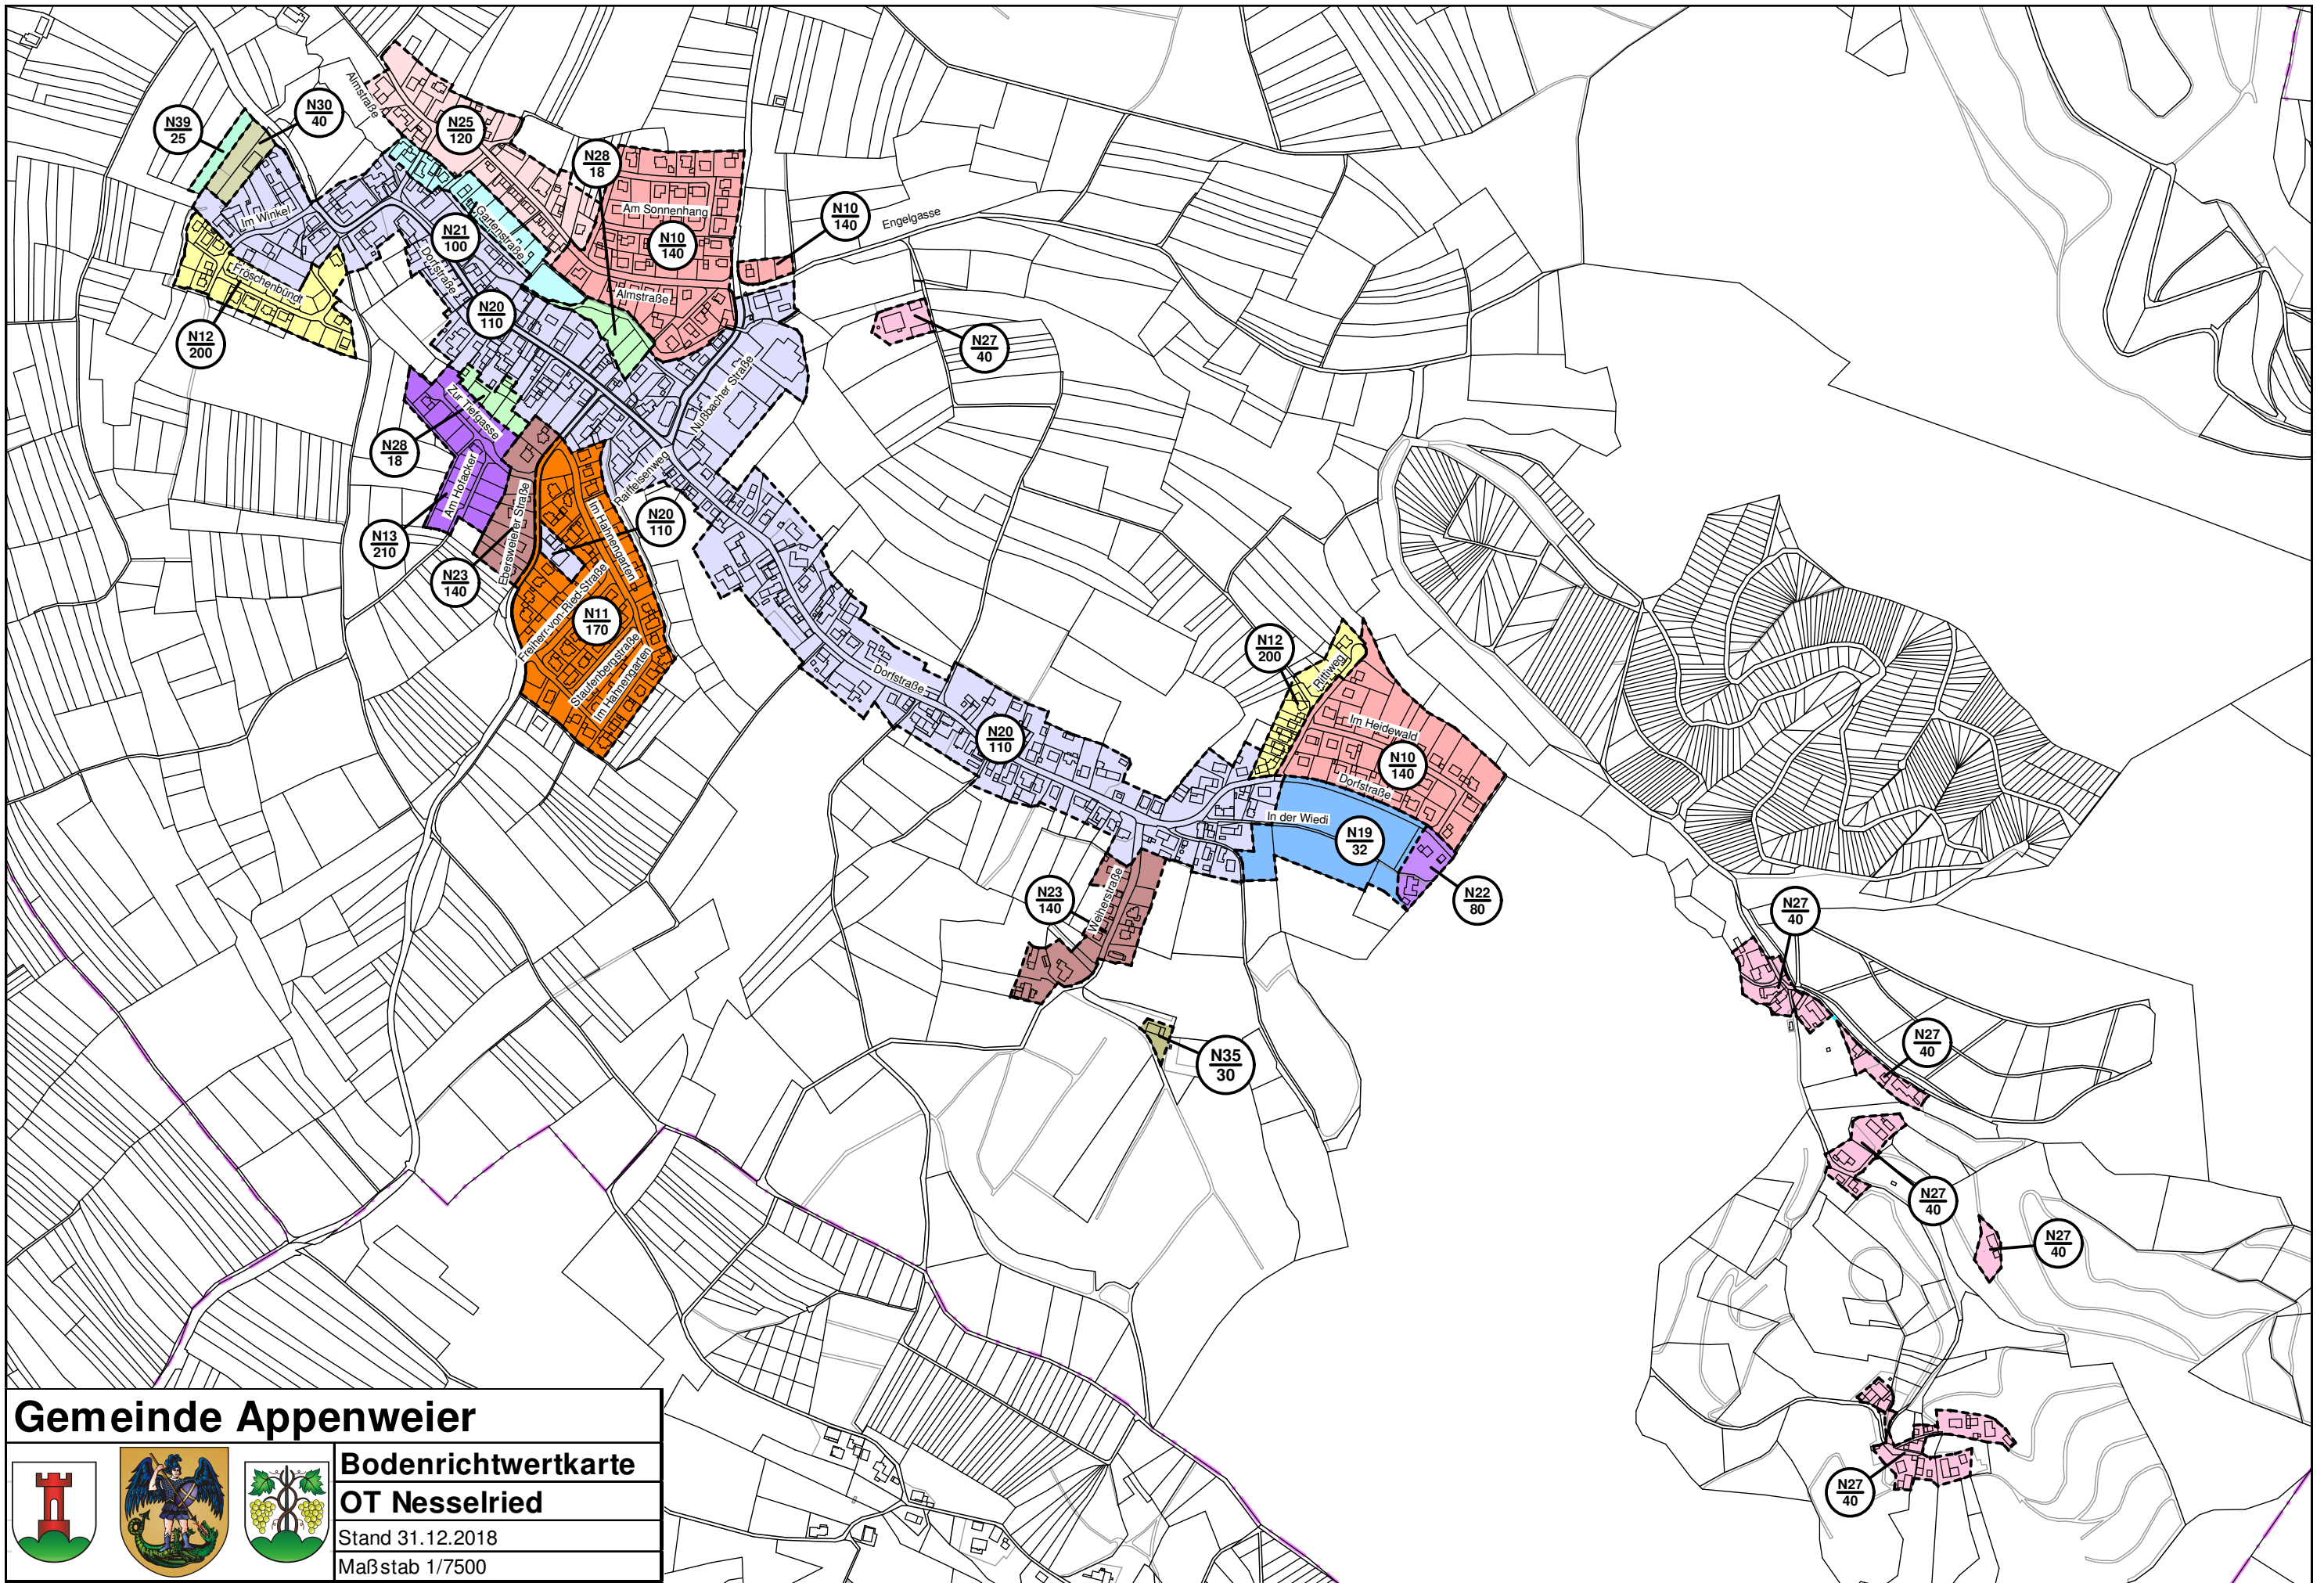 Almstraße
N39
25
N30
40
N25
120
N28
18
Am Sonnenhang
N10
140
N10
140
Engelgasse
Im Winkel
N21
100
Gartenstraße
Dorfstraße
Fröschenbündt
N20
110
Almstraße
N12
200
N27
40
Nußbacher Straße
Zur Tiefgasse
N28
18
Am Hofacker
Raiffeisenweg
N13
210
Ebersweierer Straße
Im Hahnengarten
N20
110
N23
140
Freiherr-von-Ried-Straße
N11
170
Staufenbergstraße
Im Hahnengarten
Dorfstraße
N20
110
N12
200
Rittiweg
Im Heidewald
N10
140
Dorfstraße
In der Wiedi
N19
32
N22
80
N23
140
Weiherstraße
N35
30
N27
40
N27
40
N27
40
N27
40
N27
40
Gemeinde Appenweier
Bodenrichtwertkarte
OT Nesselried
Stand 31.12.2018
Maßstab 1/7500